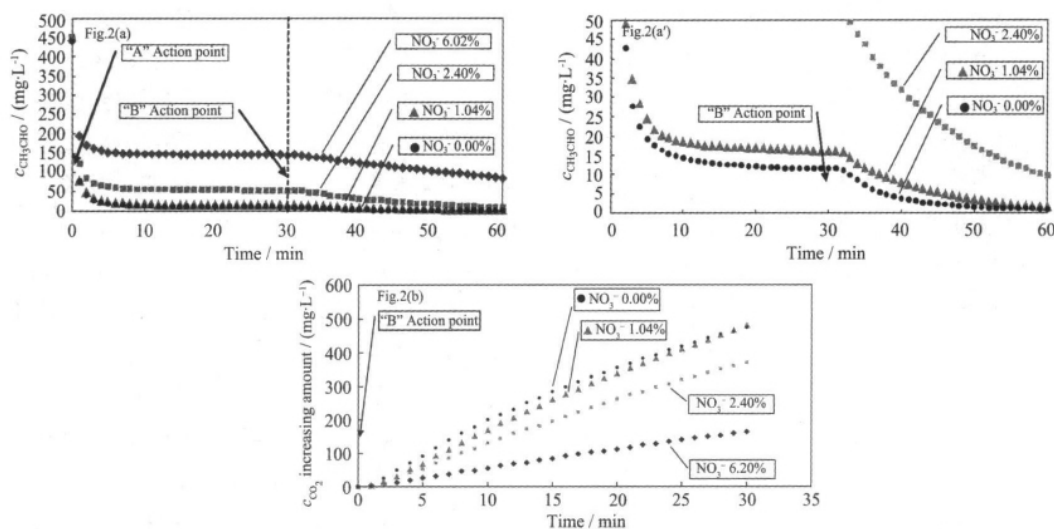 Fig.2(a)
500
450
400
350
300
250
200
150
100
50
0
"A" Action point
"B" Action point
NO₃⁻ 6.02%
NO₃⁻ 2.40%
NO₃⁻ 1.04%
NO₃⁻ 0.00%
c CH₃CHO / (mg·L⁻¹)
0 10 20 30 40 50 60
Time / min
Fig.2(a')
50
45
40
35
30
25
20
15
10
5
0
NO₃⁻ 2.40%
NO₃⁻ 1.04%
NO₃⁻ 0.00%
"B" Action point
c CH₃CHO / (mg·L⁻¹)
0 10 20 30 40 50 60
Time / min
Fig.2(b)
600
500
400
300
200
100
0
"B" Action point
NO₃⁻ 0.00%
NO₃⁻ 1.04%
NO₃⁻ 2.40%
NO₃⁻ 6.20%
c CO₂ increasing amount / (mg·L⁻¹)
0 5 10 15 20 25 30 35
Time / min